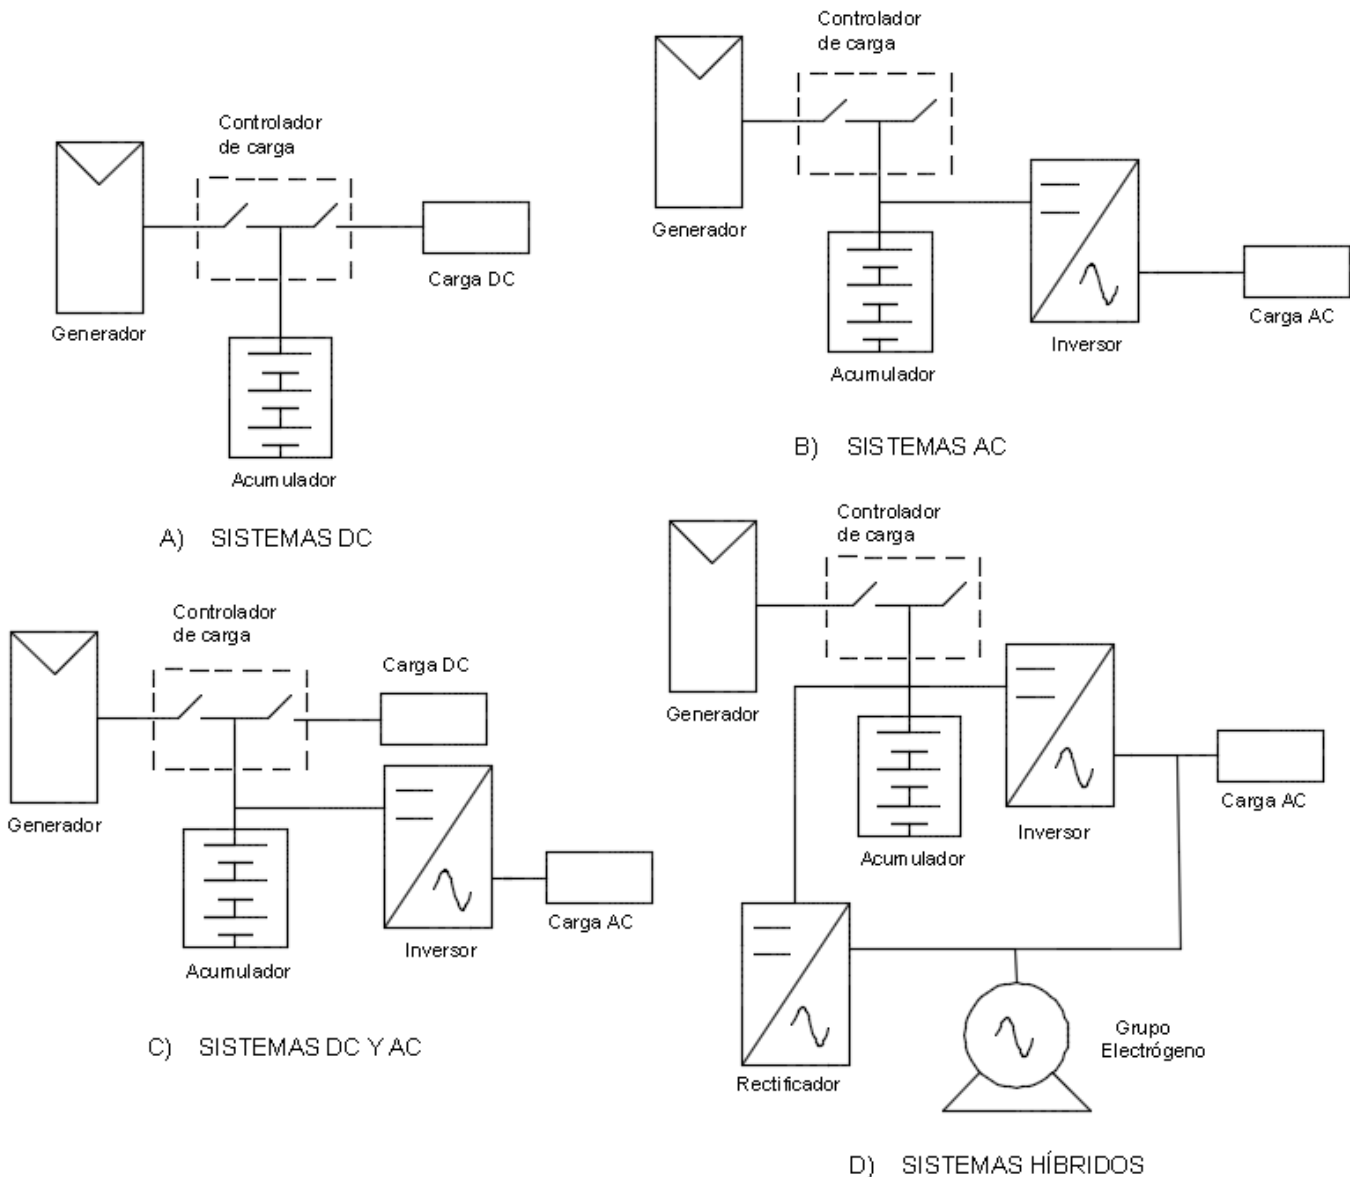 Controlador
de carga
Generador
Carga DC
Acumulador
A) SISTEMAS DC
Controlador
de carga
Generador
Acumulador
Inversor
Carga AC
B) SISTEMAS AC
Controlador
de carga
Carga DC
Generador
Acumulador
Inversor
Carga AC
C) SISTEMAS DC Y AC
Controlador
de carga
Generador
Acumulador
Inversor
Carga AC
Rectificador
Grupo
Electrógeno
D) SISTEMAS HÍBRIDOS